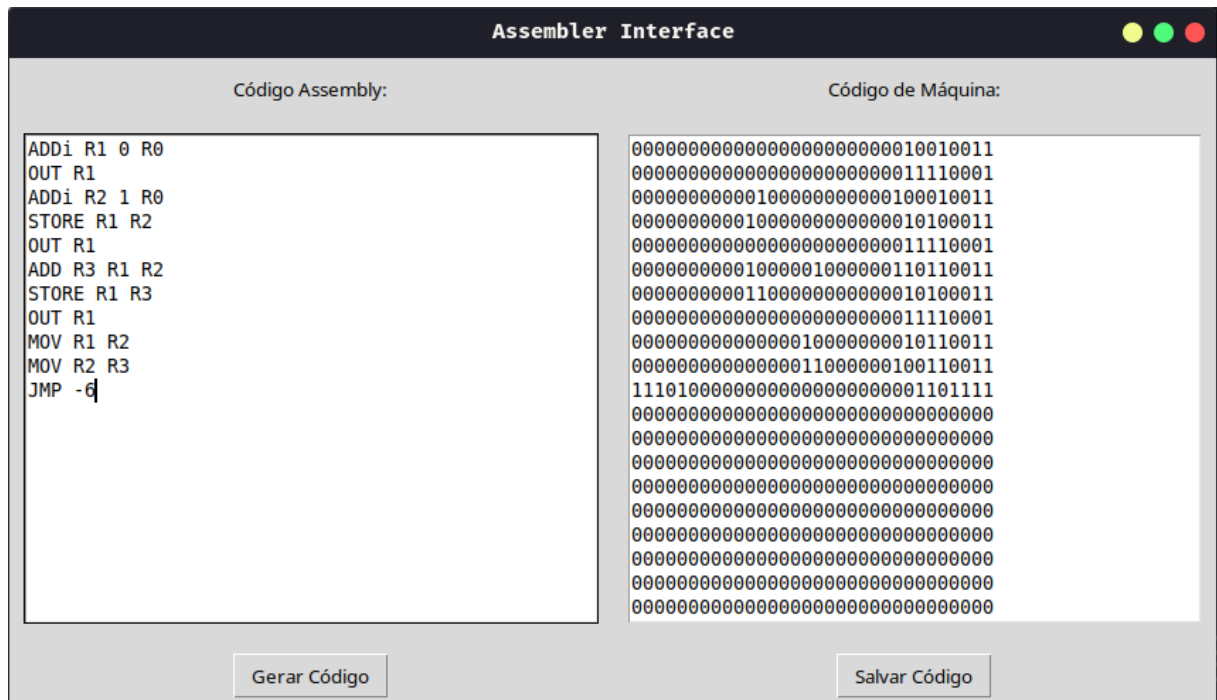 Assembler Interface
Código Assembly:
Código de Máquina:
ADDi R1 0 R0
OUT R1
ADDi R2 1 R0
STORE R1 R2
OUT R1
ADD R3 R1 R2
STORE R1 R3
OUT R1
MOV R1 R2
MOV R2 R3
JMP -6
00000000000000000000000010010011
00000000000000000000000011110001
00000000000100000000000100010011
00000000001000000000000010100011
00000000000000000000000011110001
00000000001000001000000110110011
00000000001100000000000010100011
00000000000000000000000011110001
00000000000000010000000010110011
00000000000000011000000100110011
11101000000000000000000001101111
00000000000000000000000000000000
00000000000000000000000000000000
00000000000000000000000000000000
00000000000000000000000000000000
00000000000000000000000000000000
00000000000000000000000000000000
00000000000000000000000000000000
00000000000000000000000000000000
00000000000000000000000000000000
Gerar Código
Salvar Código